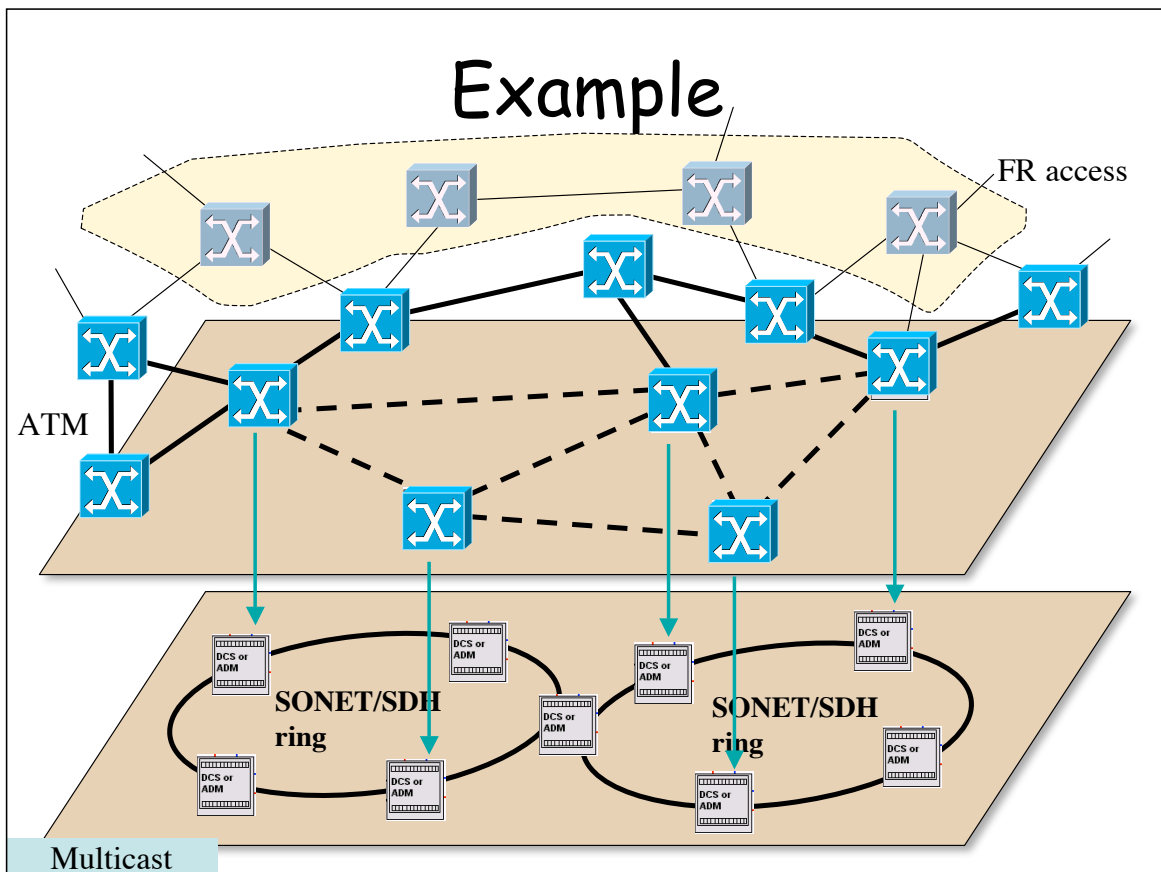 Example
FR access
ATM
DCS or
ADM
DCS or
ADM
DCS or
ADM
DCS or
ADM
SONET/SDH
ring
SONET/SDH
ring
DCS or
ADM
DCS or
ADM
DCS or
ADM
DCS or
ADM
DCS or
ADM
Multicast